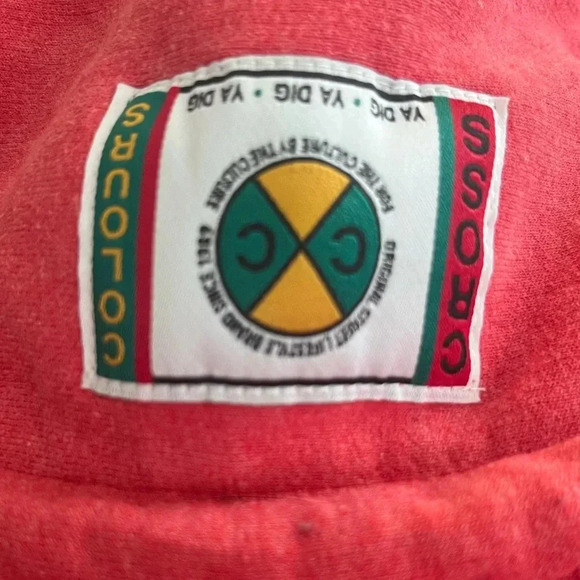 CROSS
ORIGINAL STREET LIFESTYLE BRAND SINCE 1989
C C
FOR THE CULTURE BY THE CULTURE
YA DIG • YA DIG • YA DIG
COLOURS